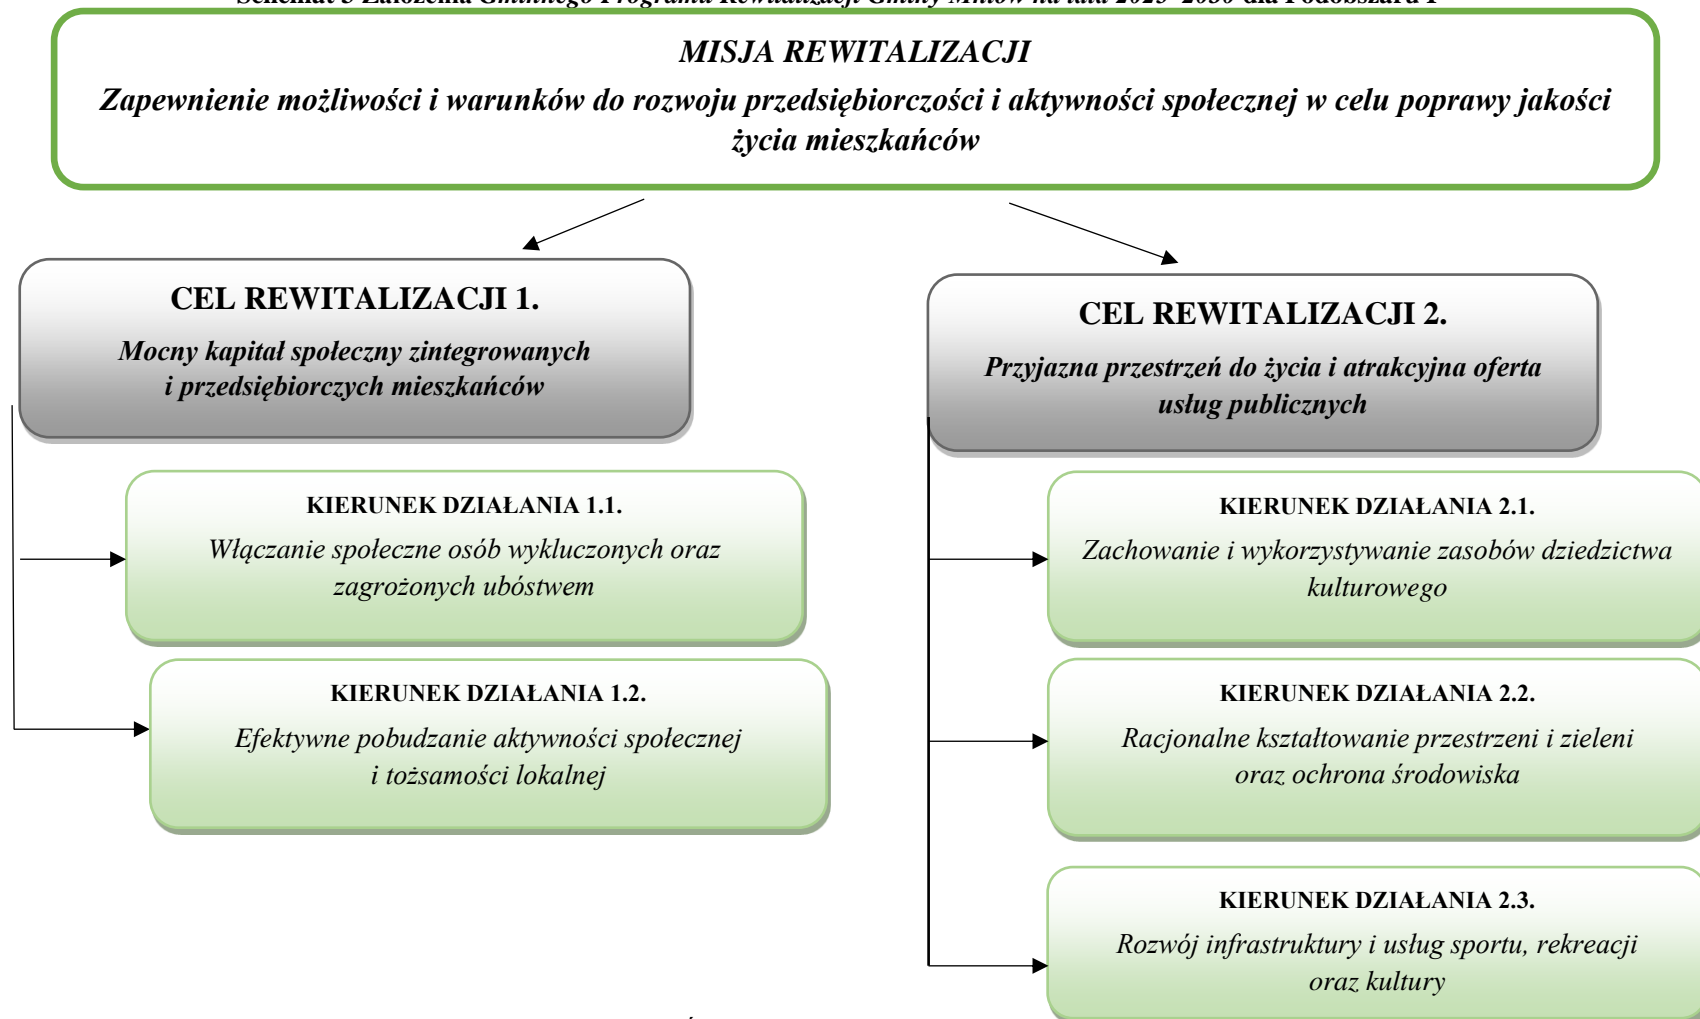 MISJA REWITALIZACJI
Zapewnienie możliwości i warunków do rozwoju przedsiębiorczości i aktywności społecznej w celu poprawy jakości
życia mieszkańców
CEL REWITALIZACJI 1.
Mocny kapitał społeczny zintegrowanych
i przedsiębiorczych mieszkańców
KIERUNEK DZIAŁANIA 1.1.
Włączanie społeczne osób wykluczonych oraz
zagrożonych ubóstwem
KIERUNEK DZIAŁANIA 1.2.
Efektywne pobudzanie aktywności społecznej
i tożsamości lokalnej
CEL REWITALIZACJI 2.
Przyjazna przestrzeń do życia i atrakcyjna oferta
usług publicznych
KIERUNEK DZIAŁANIA 2.1.
Zachowanie i wykorzystywanie zasobów dziedzictwa
kulturowego
KIERUNEK DZIAŁANIA 2.2.
Racjonalne kształtowanie przestrzeni i zieleni
oraz ochrona środowiska
KIERUNEK DZIAŁANIA 2.3.
Rozwój infrastruktury i usług sportu, rekreacji
oraz kultury